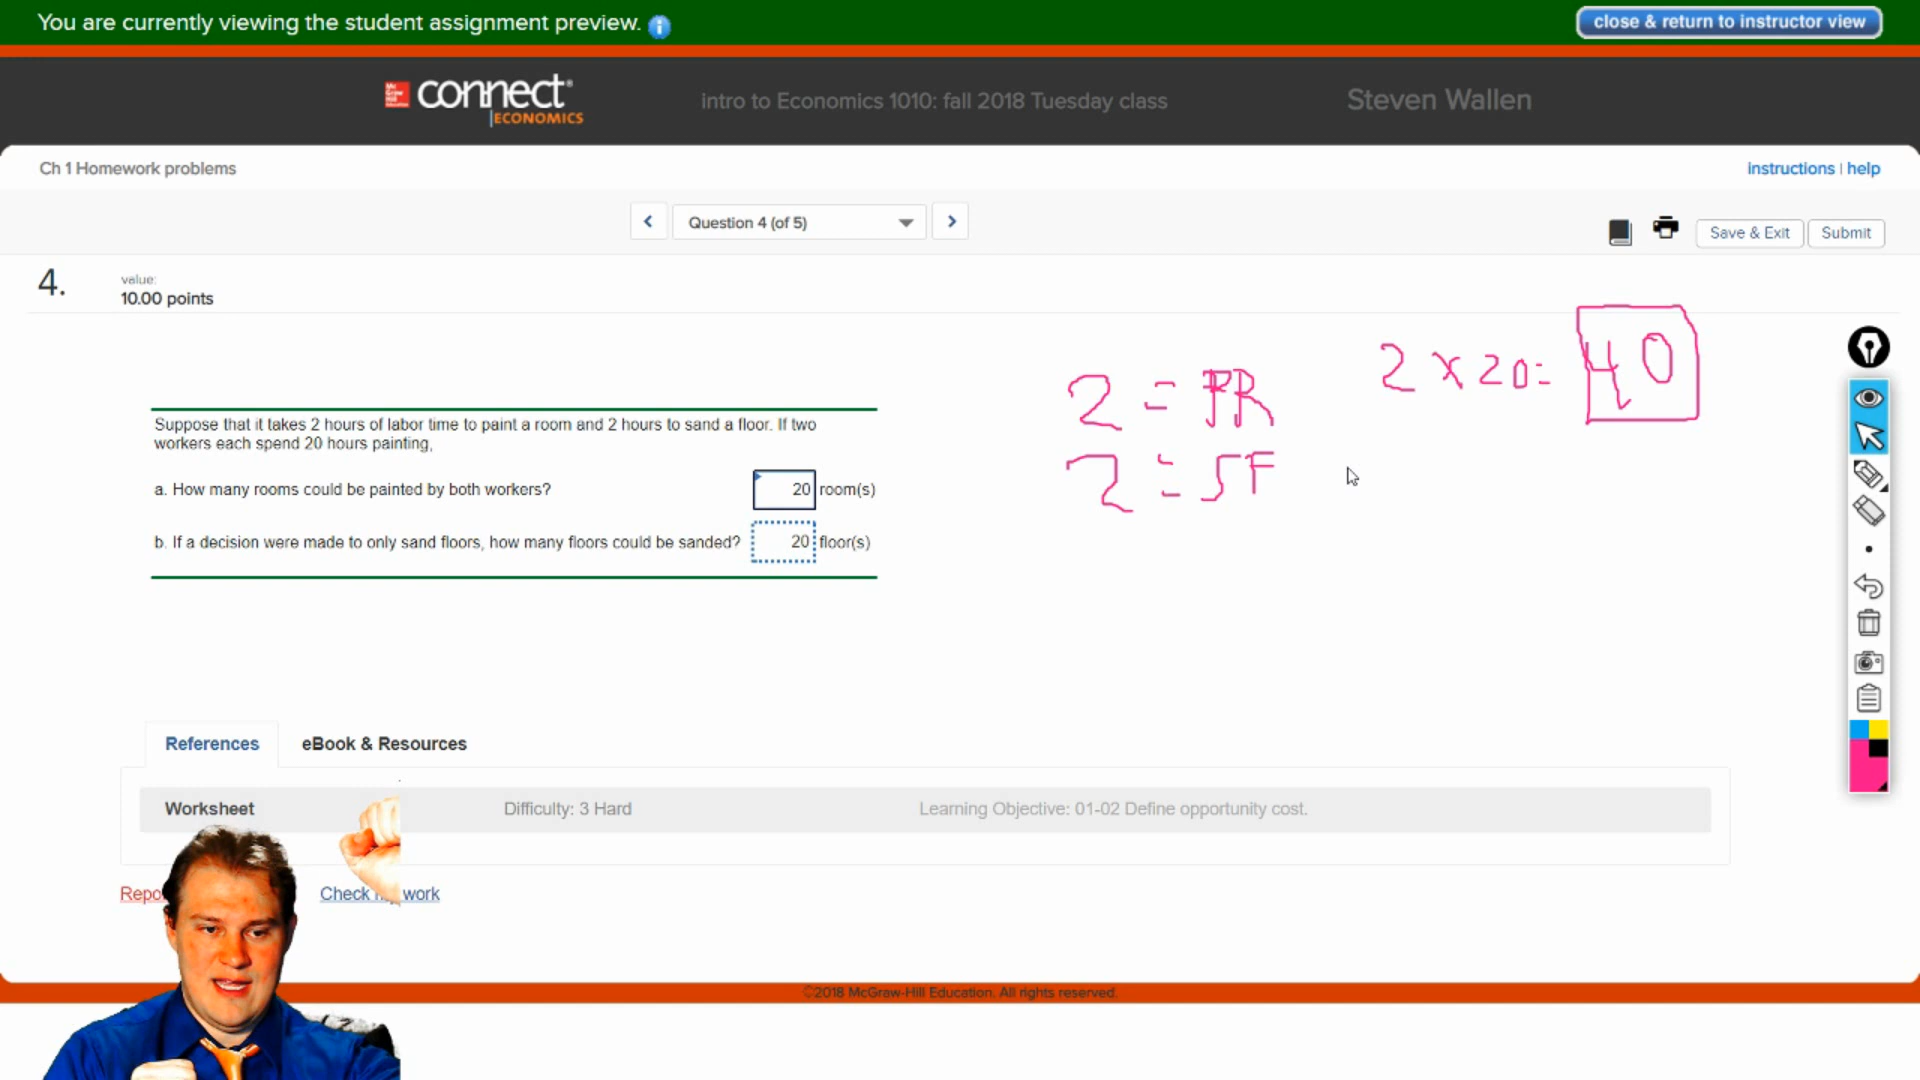 You are currently viewing the student assignment preview.
close & return to instructor view
Mc Graw Hill Education
connect
ECONOMICS
intro to Economics 1010: fall 2018 Tuesday class
Steven Wallen
Ch 1 Homework problems
instructions | help
Question 4 (of 5)
Save & Exit
Submit
4.
value:
10.00 points
2 x 20 = 40
2 = PR
2 = SF
Suppose that it takes 2 hours of labor time to paint a room and 2 hours to sand a floor. If two
workers each spend 20 hours painting,
a. How many rooms could be painted by both workers? 20 room(s)
b. If a decision were made to only sand floors, how many floors could be sanded? 20 floor(s)
References
eBook & Resources
Worksheet
Difficulty: 3 Hard
Learning Objective: 01-02 Define opportunity cost.
Repo
Check work
©2018 McGraw-Hill Education. All rights reserved.